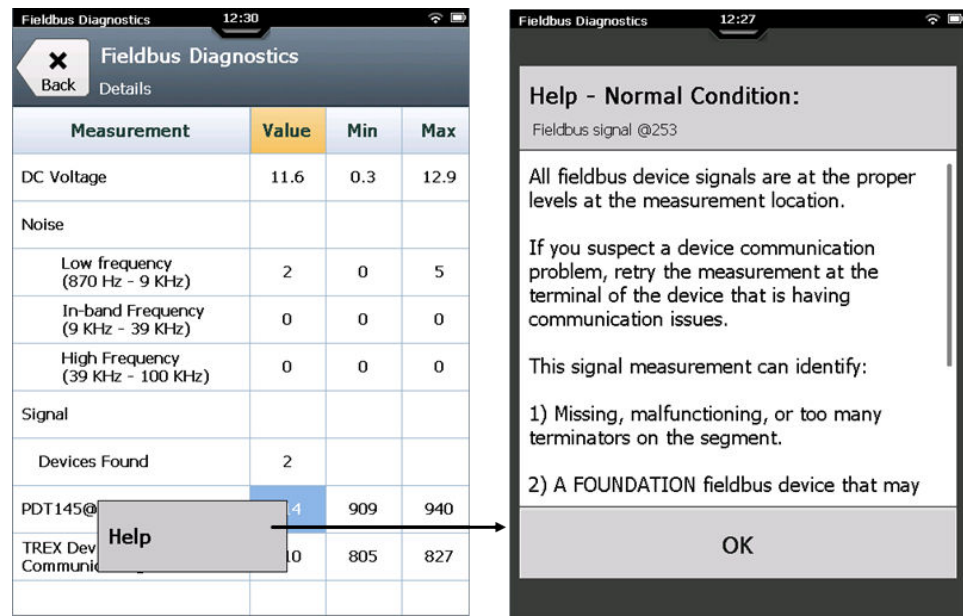 Fieldbus Diagnostics 12:30
Back
Fieldbus Diagnostics
Details
Measurement Value Min Max
DC Voltage 11.6 0.3 12.9
Noise
Low frequency
(870 Hz - 9 KHz) 2 0 5
In-band Frequency
(9 KHz - 39 KHz) 0 0 0
High Frequency
(39 KHz - 100 KHz) 0 0 0
Signal
Devices Found 2
PDT145@ 4 909 940
Help
TREX Dev 10 805 827
Communic
Fieldbus Diagnostics 12:27
Help - Normal Condition:
Fieldbus signal @253
All fieldbus device signals are at the proper
levels at the measurement location.
If you suspect a device communication
problem, retry the measurement at the
terminal of the device that is having
communication issues.
This signal measurement can identify:
1) Missing, malfunctioning, or too many
terminators on the segment.
2) A FOUNDATION fieldbus device that may
OK